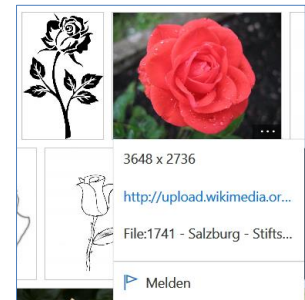 3648 x 2736
http://upload.wikimedia.or...
File:1741 - Salzburg - Stifts...
Melden